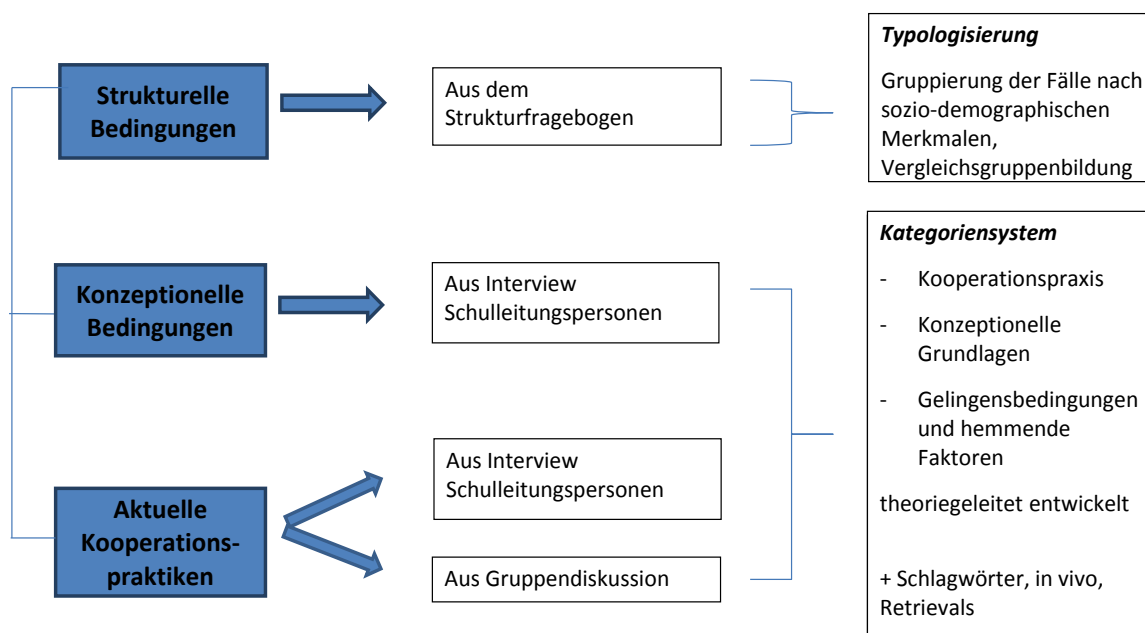 Strukturelle
Bedingungen
Aus dem
Strukturfragebogen
Typologisierung
Gruppierung der Fälle nach
sozio-demographischen
Merkmalen,
Vergleichsgruppenbildung
Konzeptionelle
Bedingungen
Aus Interview
Schulleitungspersonen
Aktuelle
Kooperations-
praktiken
Aus Interview
Schulleitungspersonen
Aus Gruppendiskussion
Kategoriensystem
- Kooperationspraxis
- Konzeptionelle
Grundlagen
- Gelingensbedingungen
und hemmende
Faktoren
theoriegeleitet entwickelt
+ Schlagwörter, in vivo,
Retrievals